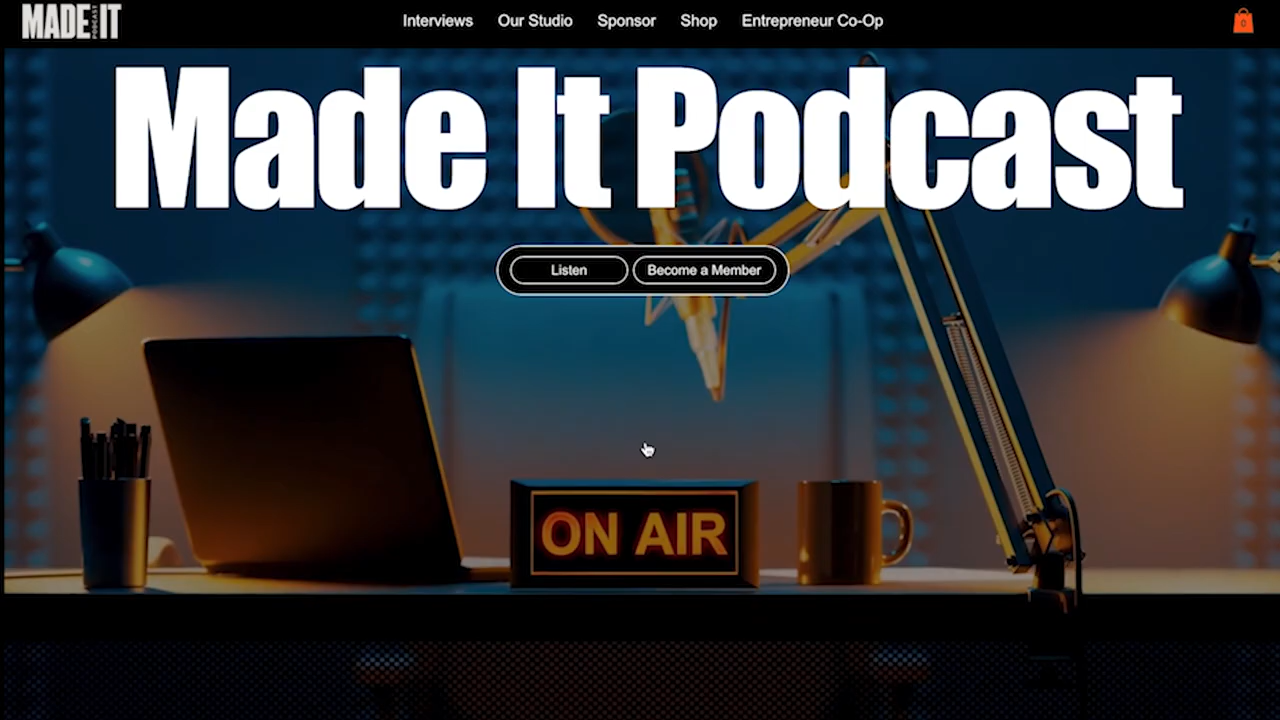 MADE PODCAST IT
Interviews
Our Studio
Sponsor
Shop
Entrepreneur Co-Op
0
Made It Podcast
Listen
Become a Member
ON AIR